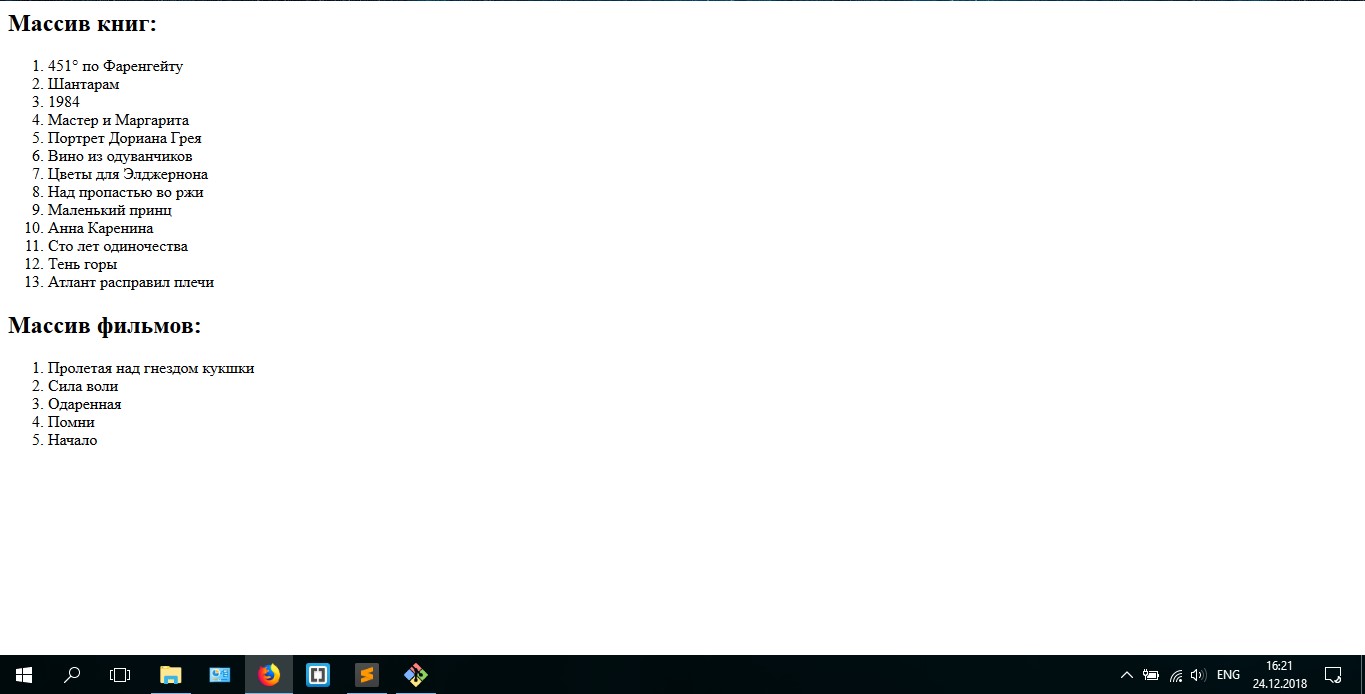 Массив книг:
1. 451° по Фаренгейту
2. Шантарам
3. 1984
4. Мастер и Маргарита
5. Портрет Дориана Грея
6. Вино из одуванчиков
7. Цветы для Элджернона
8. Над пропастью во ржи
9. Маленький принц
10. Анна Каренина
11. Сто лет одиночества
12. Тень горы
13. Атлант расправил плечи
Массив фильмов:
1. Пролетая над гнездом кукшки
2. Сила воли
3. Одаренная
4. Помни
5. Начало
ENG
16:21
24.12.2018